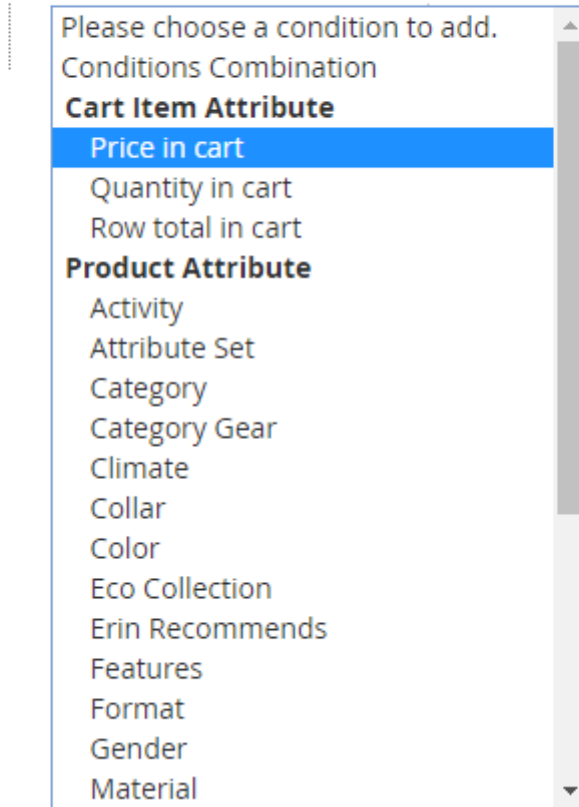 Please choose a condition to add.
Conditions Combination
Cart Item Attribute
Price in cart
Quantity in cart
Row total in cart
Product Attribute
Activity
Attribute Set
Category
Category Gear
Climate
Collar
Color
Eco Collection
Erin Recommends
Features
Format
Gender
Material